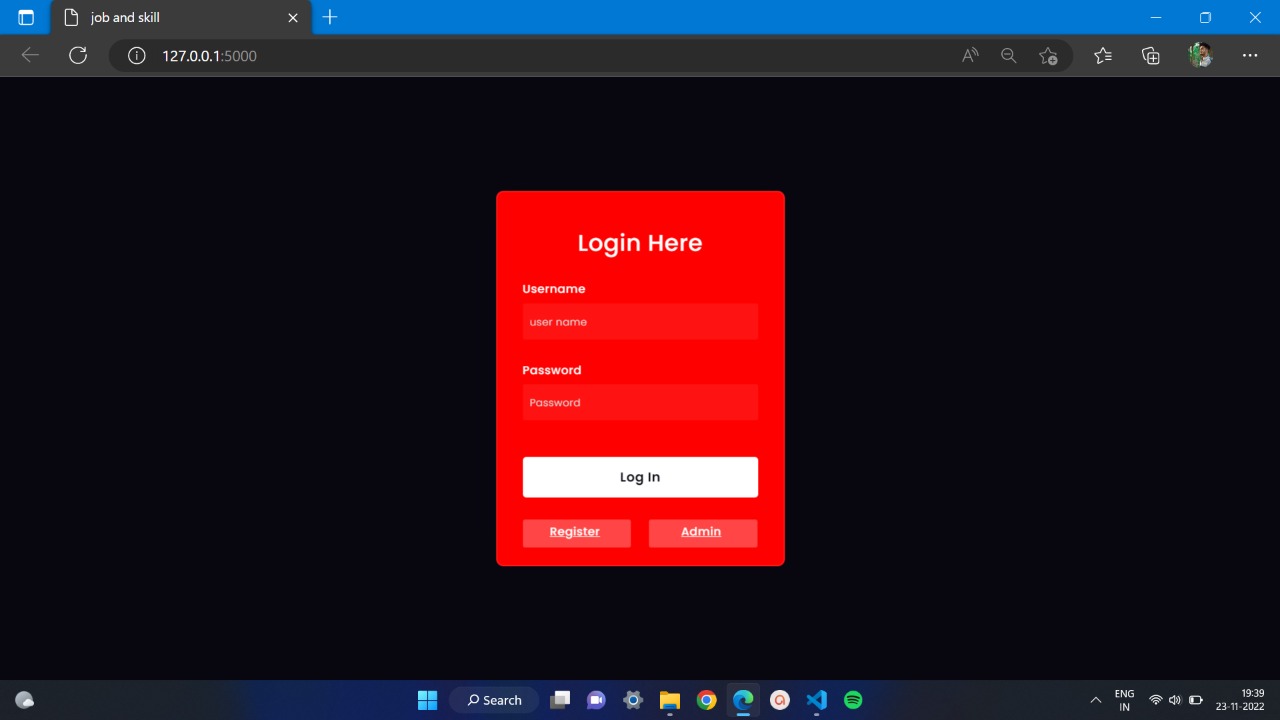 job and skill
127.0.0.1:5000
Login Here
Username
user name
Password
Password
Log In
Register Admin
Search
ENG
IN
19:39
23-11-2022